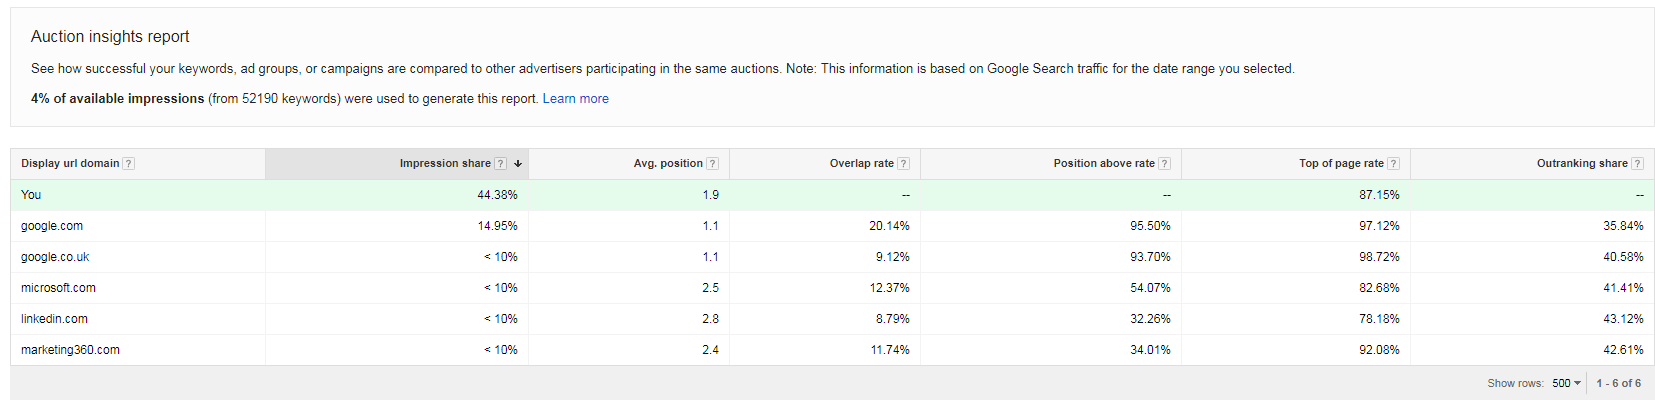 Auction insights report
See how successful your keywords, ad groups, or campaigns are compared to other advertisers participating in the same auctions. Note: This information is based on Google Search traffic for the date range you selected.
4% of available impressions (from 52190 keywords) were used to generate this report. Learn more
Display url domain ? Impression share ? ↓ Avg. position ? Overlap rate ? Position above rate ? Top of page rate ? Outranking share ?
You 44.38% 1.9 -- -- 87.15% --
google.com 14.95% 1.1 20.14% 95.50% 97.12% 35.84%
google.co.uk < 10% 1.1 9.12% 93.70% 98.72% 40.58%
microsoft.com < 10% 2.5 12.37% 54.07% 82.68% 41.41%
linkedin.com < 10% 2.8 8.79% 32.26% 78.18% 43.12%
marketing360.com < 10% 2.4 11.74% 34.01% 92.08% 42.61%
Show rows: 500 1 - 6 of 6